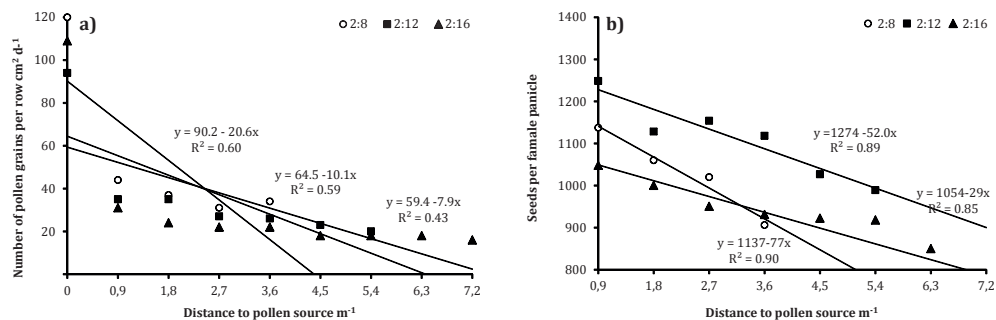 a)
2:8 2:12 2:16
Number of pollen grains per row cm² d⁻¹
120
100
80
60
40
20
y = 90.2 - 20.6x
R² = 0.60
y = 64.5 -10.1x
R² = 0.59
y = 59.4 - 7.9x
R² = 0.43
0 0,9 1,8 2,7 3,6 4,5 5,4 6,3 7,2
Distance to pollen source m⁻¹
b)
2:8 2:12 2:16
Seeds per famale panicle
1400
1300
1200
1100
1000
900
800
y =1274 -52.0x
R² = 0.89
y = 1054-29x
R² = 0.85
y = 1137-77x
R² = 0.90
0,9 1,8 2,7 3,6 4,5 5,4 6,3 7,2
Distance to pollen source m⁻¹